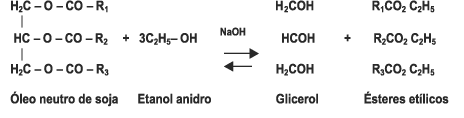 H₂C – O – CO – R₁ H₂COH R₁CO₂ C₂H₅
HC – O – CO – R₂ + 3C₂H₅– OH NaOH HCOH + R₂CO₂ C₂H₅
H₂C – O – CO – R₃ H₂COH R₃CO₂ C₂H₅
Óleo neutro de soja Etanol anidro Glicerol Ésteres etílicos